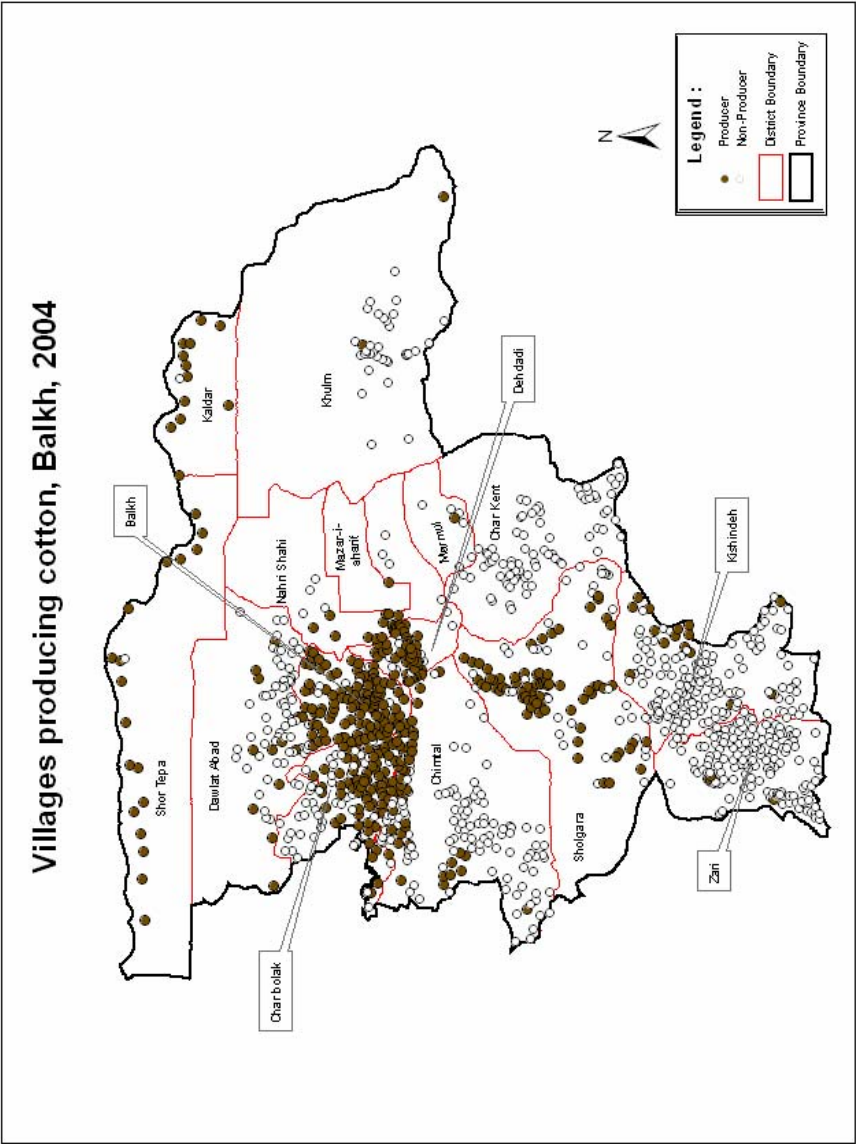 Villages producing cotton, Balkh, 2004
N
Legend :
Producer
Non-Producer
District Boundary
Province Boundary
Balkh
Kaldar
Khulm
Dehdadi
Nahri Shahi
Mazar-i-
sharif
Marmul
Char Kent
Kishindeh
Shor Tepa
Dawlat Abad
Chimtal
Sholgara
Zari
Char bolak